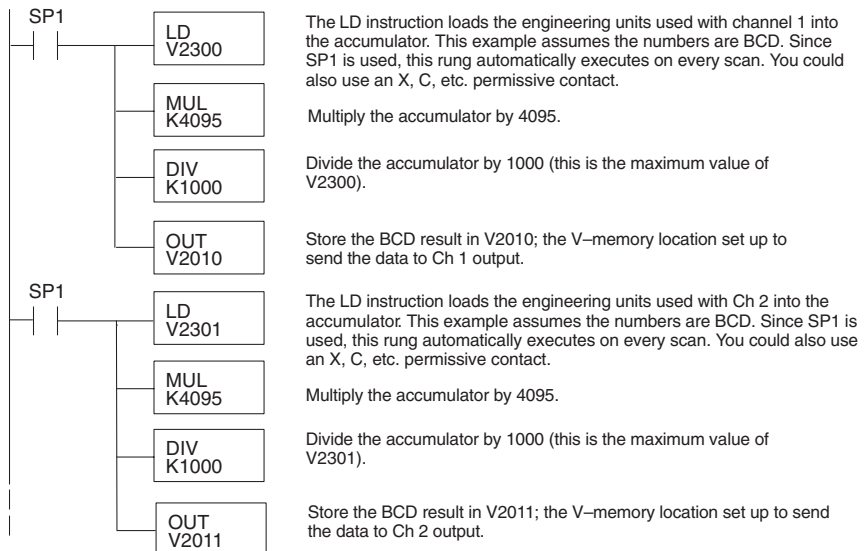 SP1
LD
V2300
The LD instruction loads the engineering units used with channel 1 into
the accumulator. This example assumes the numbers are BCD. Since
SP1 is used, this rung automatically executes on every scan. You could
also use an X, C, etc. permissive contact.
MUL
K4095
Multiply the accumulator by 4095.
DIV
K1000
Divide the accumulator by 1000 (this is the maximum value of
V2300).
OUT
V2010
Store the BCD result in V2010; the V–memory location set up to
send the data to Ch 1 output.
SP1
LD
V2301
The LD instruction loads the engineering units used with Ch 2 into the
accumulator. This example assumes the numbers are BCD. Since SP1 is
used, this rung automatically executes on every scan. You could also use
an X, C, etc. permissive contact.
MUL
K4095
Multiply the accumulator by 4095.
DIV
K1000
Divide the accumulator by 1000 (this is the maximum value of
V2301).
OUT
V2011
Store the BCD result in V2011; the V–memory location set up to send
the data to Ch 2 output.